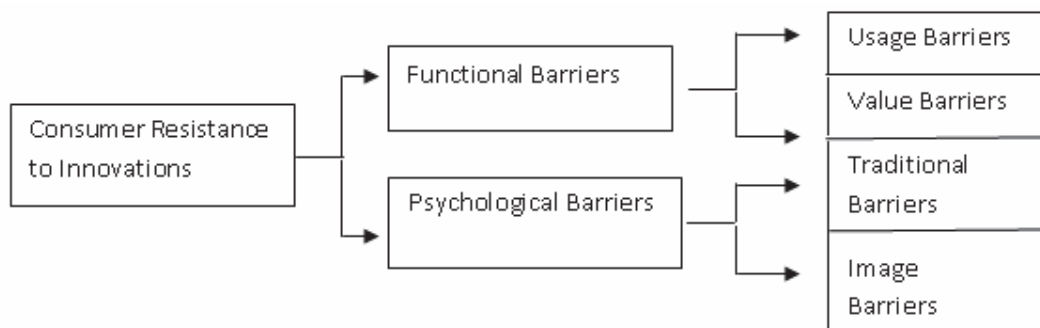 Consumer Resistance
to Innovations
Functional Barriers
Psychological Barriers
Usage Barriers
Value Barriers
Traditional
Barriers
Image
Barriers